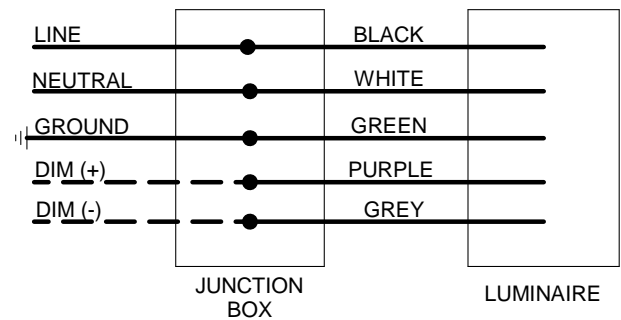 LINE BLACK
NEUTRAL WHITE
GROUND GREEN
DIM (+) PURPLE
DIM (-) GREY
JUNCTION
BOX
LUMINAIRE